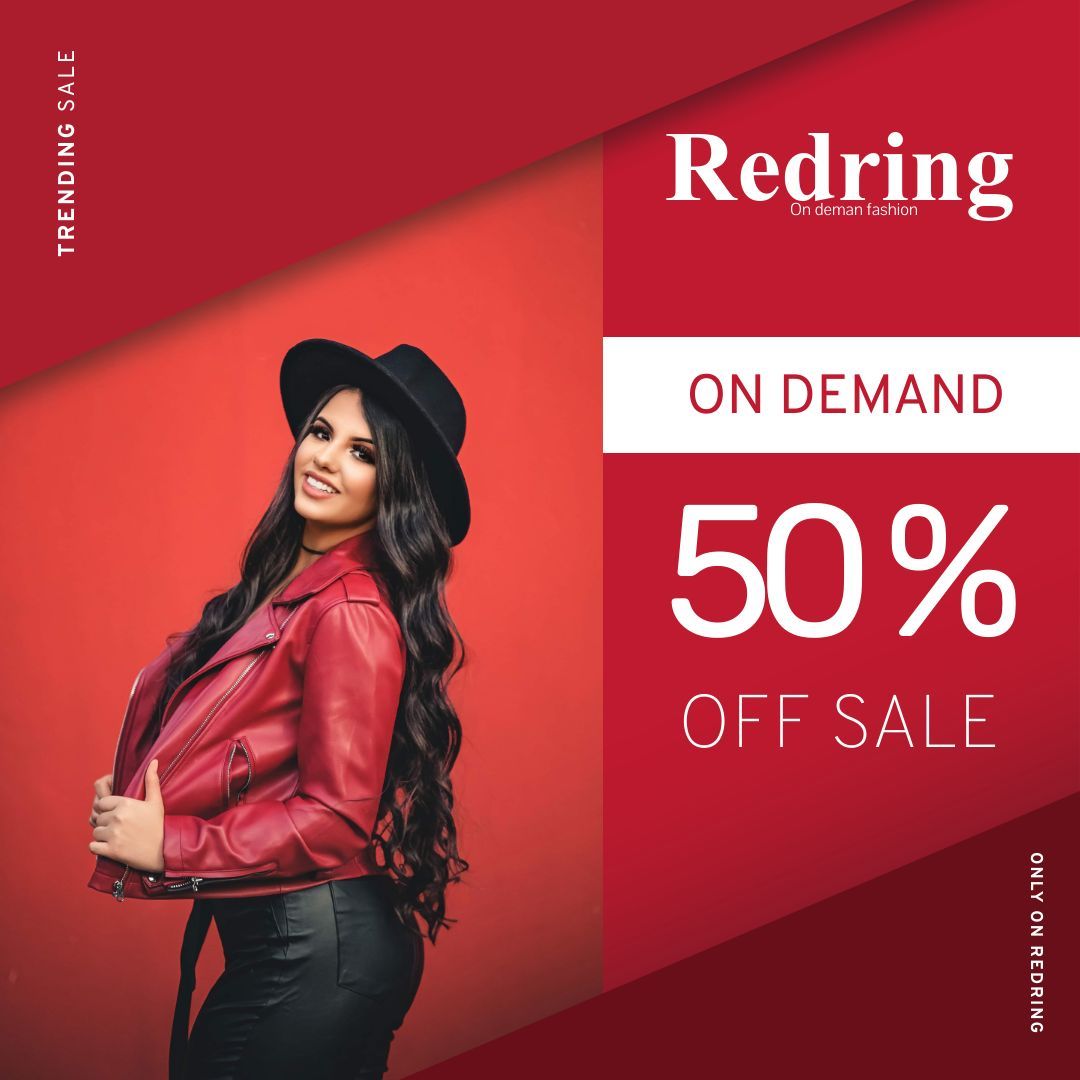 TRENDING SALE
Redring
On deman fashion
ON DEMAND
50%
OFF SALE
ONLY ON REDRING